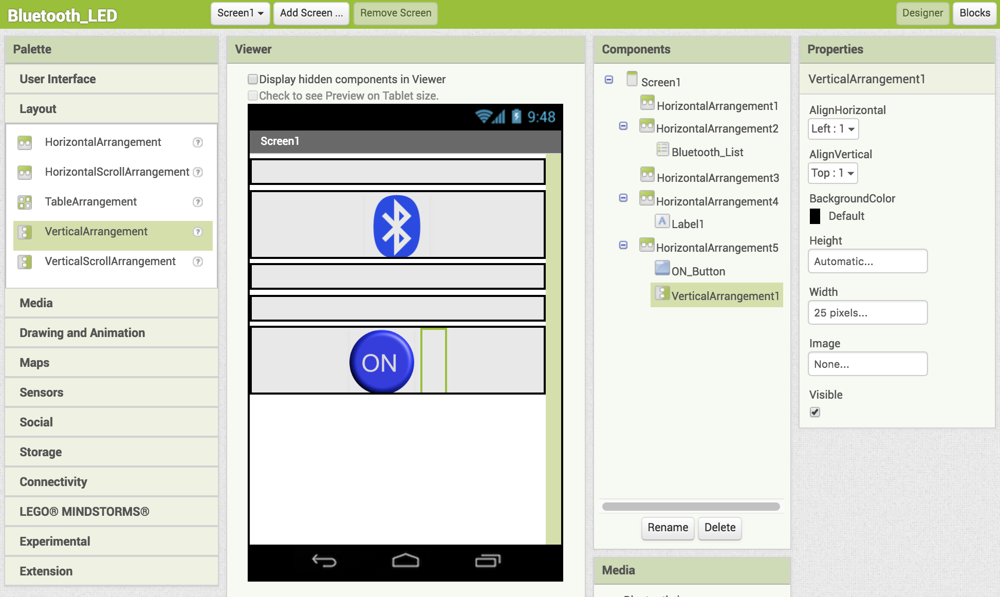 Bluetooth_LED
Screen1
Add Screen ...
Remove Screen
Designer
Blocks
Palette
User Interface
Layout
HorizontalArrangement
?
HorizontalScrollArrangement
?
TableArrangement
?
VerticalArrangement
?
VerticalScrollArrangement
?
Media
Drawing and Animation
Maps
Sensors
Social
Storage
Connectivity
LEGO® MINDSTORMS®
Experimental
Extension
Viewer
Display hidden components in Viewer
Check to see Preview on Tablet size.
9:48
Screen1
ON
Components
Screen1
HorizontalArrangement1
HorizontalArrangement2
Bluetooth_List
HorizontalArrangement3
HorizontalArrangement4
A
Label1
HorizontalArrangement5
ON_Button
VerticalArrangement1
Rename
Delete
Media
Properties
VerticalArrangement1
AlignHorizontal
Left : 1
AlignVertical
Top : 1
BackgroundColor
Default
Height
Automatic...
Width
25 pixels...
Image
None...
Visible